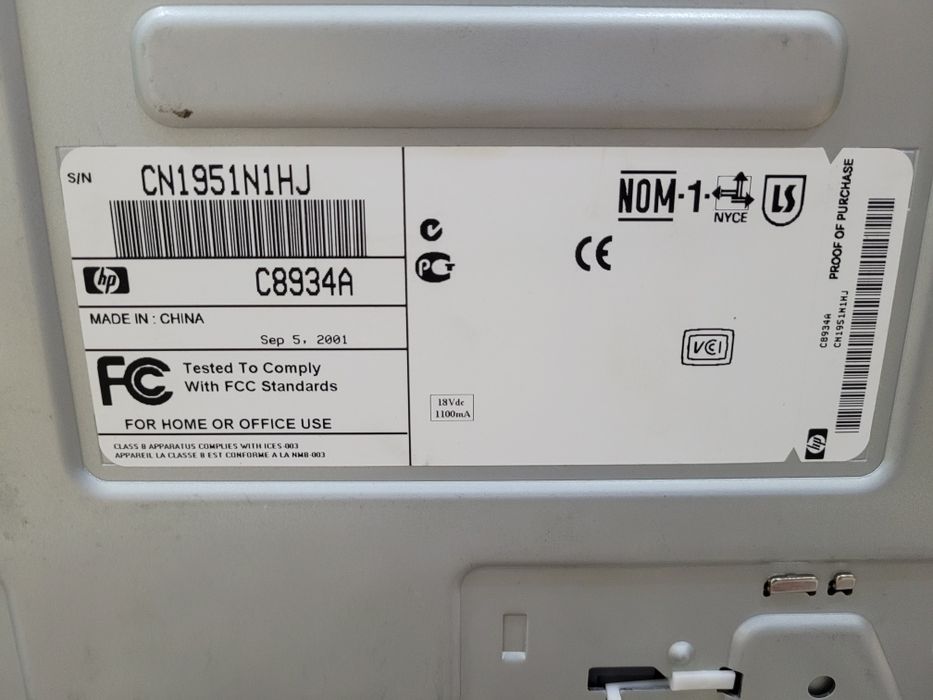 S/N CN1951N1HJ
hp C8934A
MADE IN : CHINA
Sep 5, 2001
FC Tested To Comply
With FCC Standards
FOR HOME OR OFFICE USE
CLASS B APPARATUS COMPLIES WITH ICES-003
APPAREIL LA CLASSE B EST CONFORME A LA NMB-003
PCT
18Vdc
1100mA
CE
NOM-1-
NYCE
LS
VCI
PROOF OF PURCHASE
C8934A
CN1951N1HJ
hp